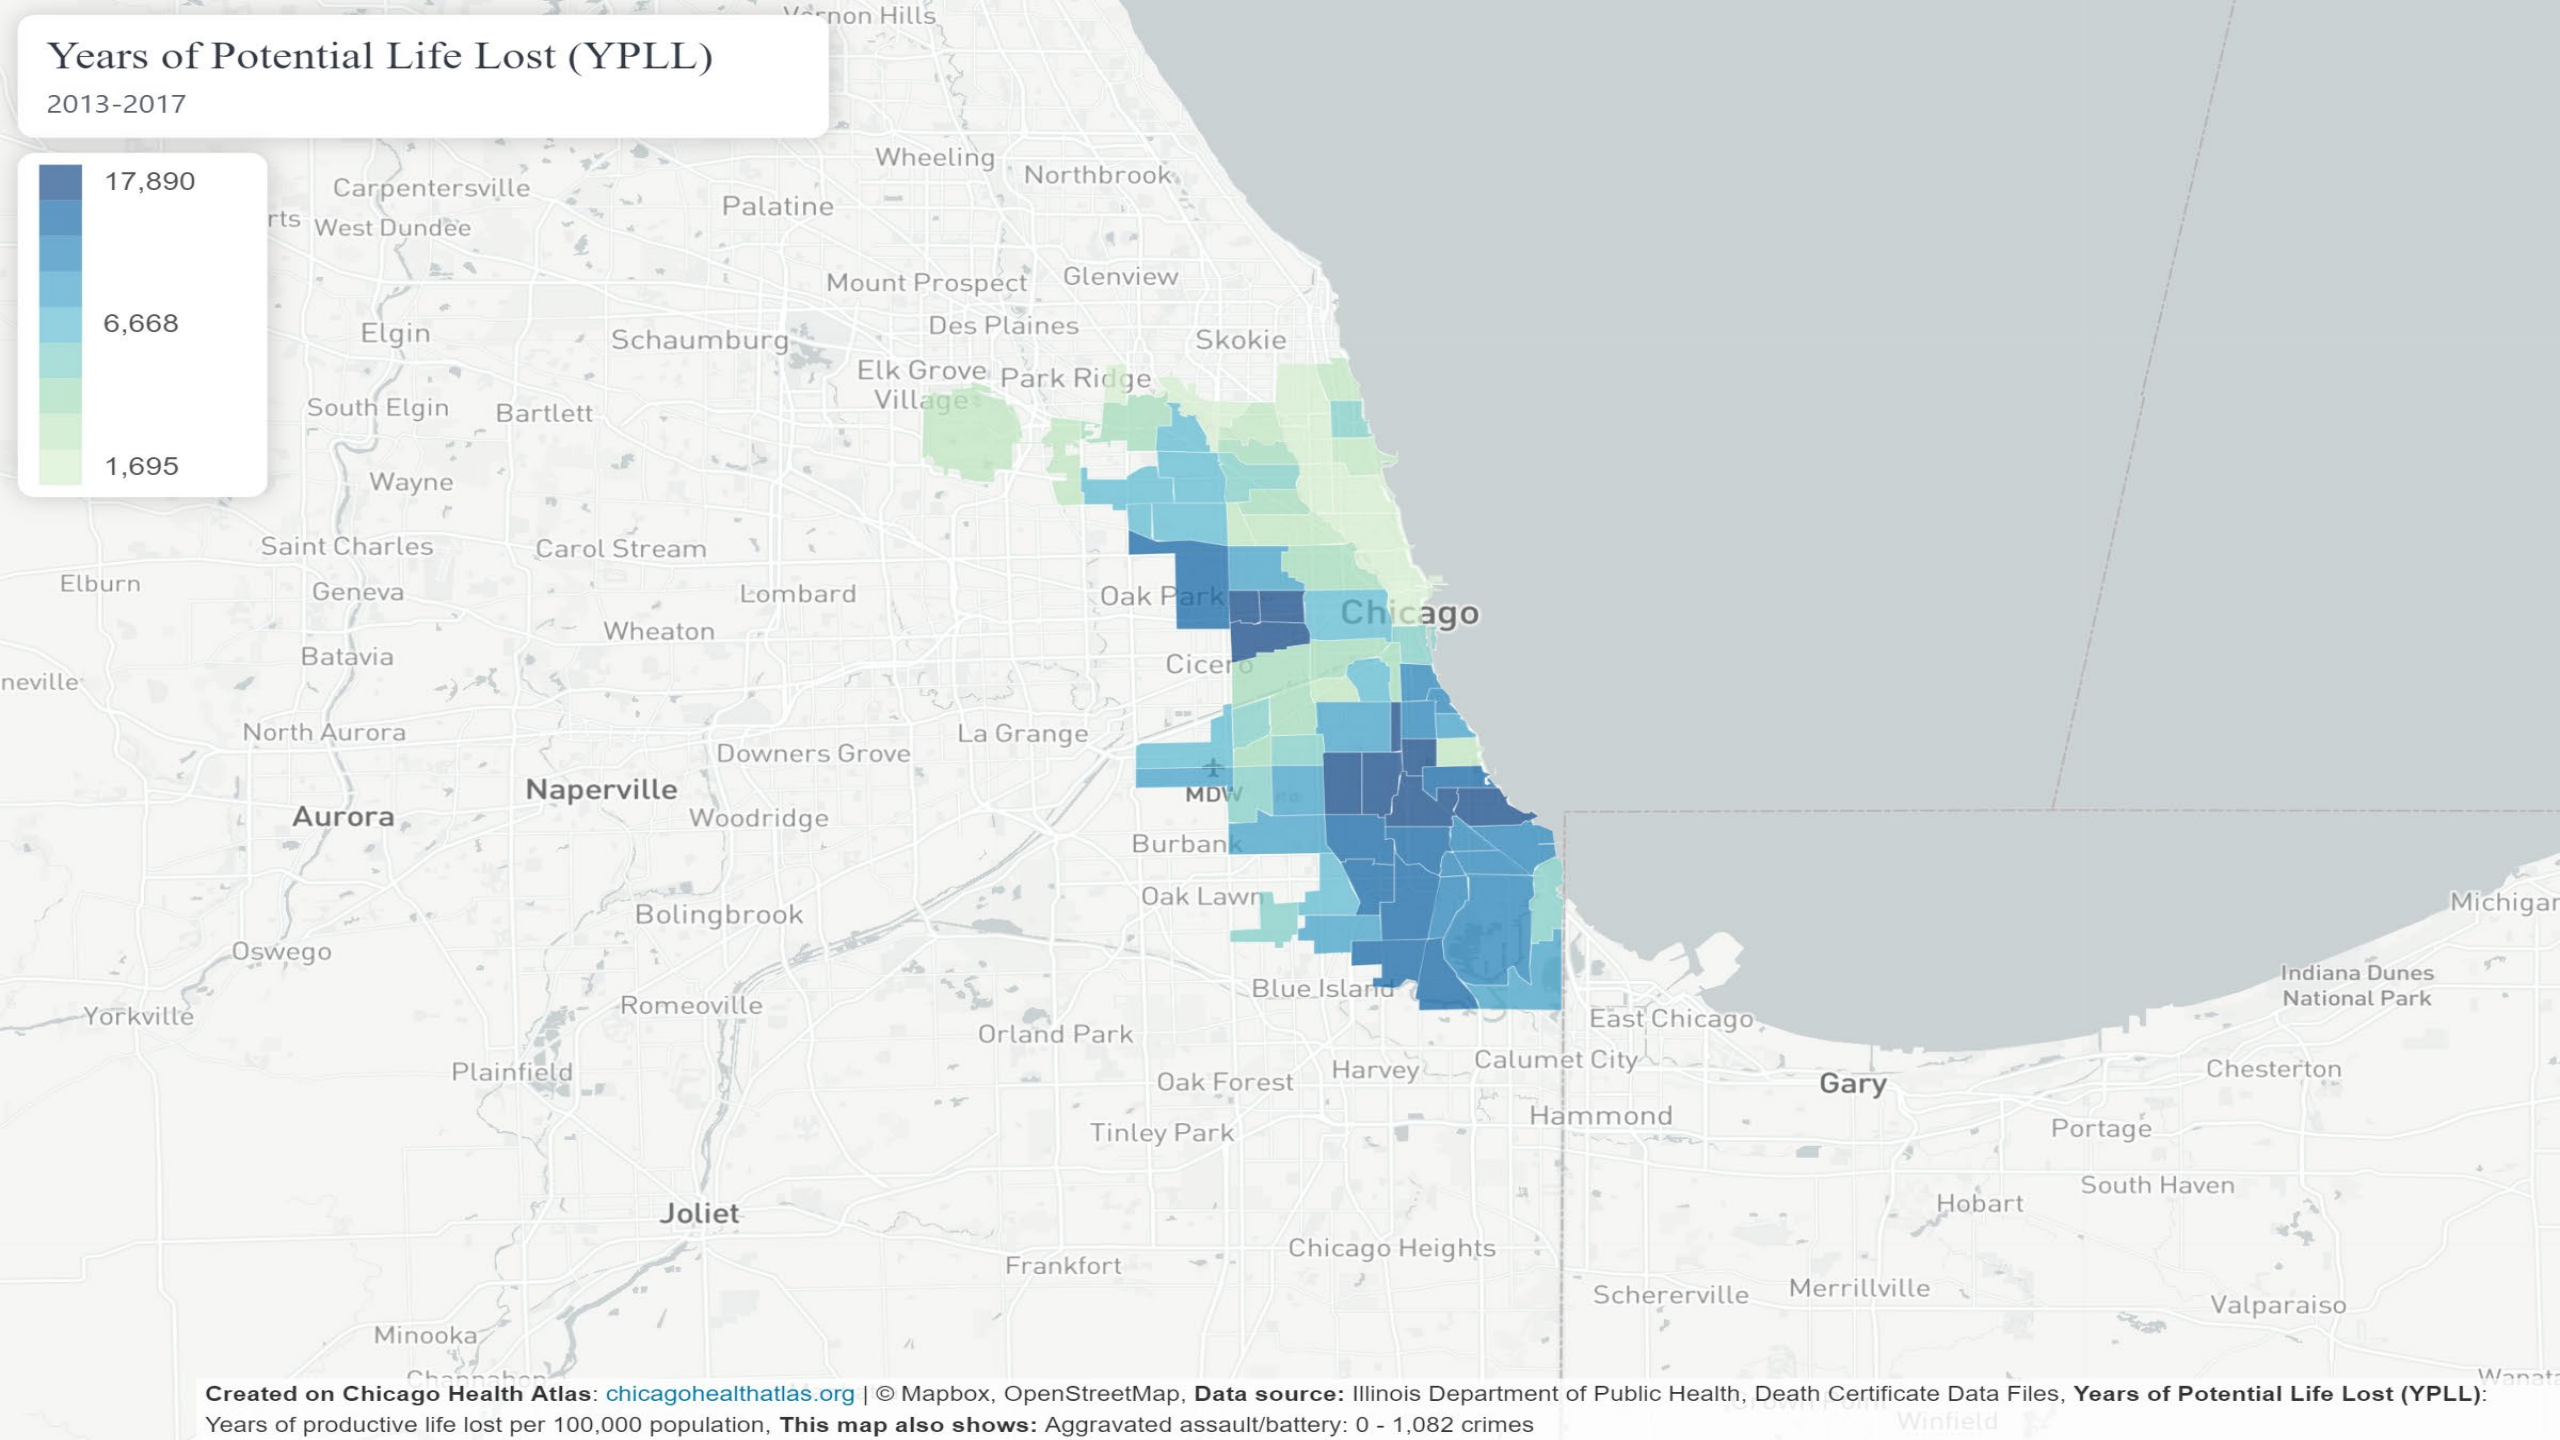 Vernon Hills
Years of Potential Life Lost (YPLL)
2013-2017
17,890
6,668
1,695
Wheeling
Northbrook
Carpentersville
Palatine
rts
West Dundee
Mount Prospect
Glenview
Des Plaines
Elgin
Schaumburg
Skokie
Elk Grove
Village
Park Ridge
South Elgin
Bartlett
Wayne
Saint Charles
Carol Stream
Elburn
Geneva
Lombard
Oak Park
Chicago
Wheaton
Batavia
Cicero
neville
North Aurora
La Grange
Downers Grove
Naperville
MDW
Aurora
Woodridge
Burbank
Oak Lawn
Michigan
Bolingbrook
Oswego
Indiana Dunes
National Park
Blue Island
Romeoville
Yorkville
East Chicago
Orland Park
Calumet City
Plainfield
Harvey
Chesterton
Oak Forest
Gary
Hammond
Portage
Tinley Park
South Haven
Hobart
Joliet
Chicago Heights
Frankfort
Merrillville
Schererville
Valparaiso
Minooka
Channahon
Wanat
Created on Chicago Health Atlas: chicagohealthatlas.org | © Mapbox, OpenStreetMap, Data source: Illinois Department of Public Health, Death Certificate Data Files, Years of Potential Life Lost (YPLL):
Years of productive life lost per 100,000 population, This map also shows: Aggravated assault/battery: 0 - 1,082 crimes
Crown Point
Winfield